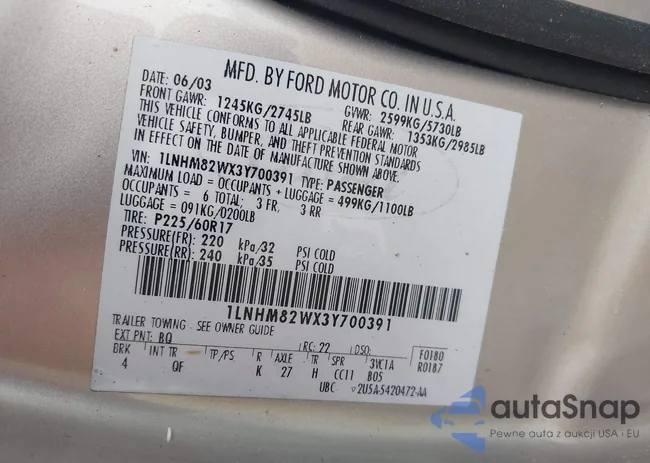 MFD. BY FORD MOTOR CO. IN U.S.A.
DATE: 06/03 GVWR: 2599KG/5730LB
FRONT GAWR: 1245KG/2745LB REAR GAWR: 1353KG/2985LB
THIS VEHICLE CONFORMS TO ALL APPLICABLE FEDERAL MOTOR
VEHICLE SAFETY, BUMPER, AND THEFT PREVENTION STANDARDS
IN EFFECT ON THE DATE OF MANUFACTURE SHOWN ABOVE.
VIN: 1LNHM82WX3Y700391 TYPE: PASSENGER
MAXIMUM LOAD = OCCUPANTS + LUGGAGE = 499KG/1100LB
OCCUPANTS = 6 TOTAL; 3 FR, 3 RR
LUGGAGE = 091KG/0200LB
TIRE: P225/60R17
PRESSURE(FR): 220 kPa/32 PSI COLD
PRESSURE(RR): 240 kPa/35 PSI COLD
1LNHM82WX3Y700391
TRAILER TOWING - SEE OWNER GUIDE
EXT PNT: BQ RC: 22 DSO: F0180
BRK INT TR TP/PS R AXLE TR SPR 3VC1A R0187
4 QF K 27 H CC11 B05
UBC 2U5A-5420472-AA
autaSnap
Pewne auta z aukcji USA i EU